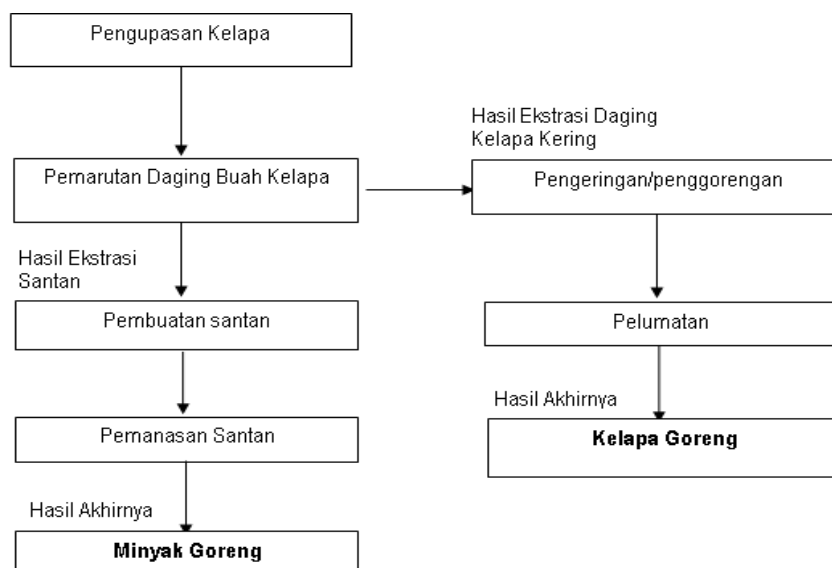 Pengupasan Kelapa
Pemarutan Daging Buah Kelapa
Hasil Ekstrasi
Santan
Pembuatan santan
Pemanasan Santan
Hasil Akhirnya
Minyak Goreng
Hasil Ekstrasi Daging
Kelapa Kering
Pengeringan/penggorengan
Pelumatan
Hasil Akhirnya
Kelapa Goreng